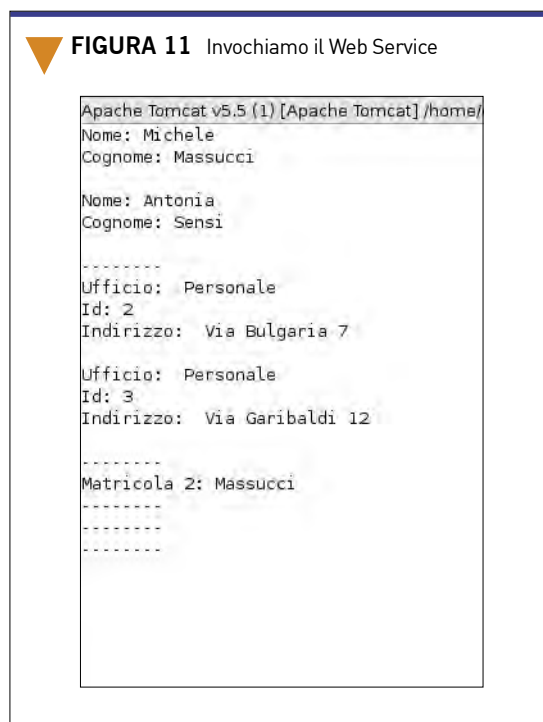 FIGURA 11 Invochiamo il Web Service
Apache Tomcat v5.5 (1) [Apache Tomcat] /home/
Nome: Michele
Cognome: Massucci
Nome: Antonia
Cognome: Sensi
--------
Ufficio: Personale
Id: 2
Indirizzo: Via Bulgaria 7
Ufficio: Personale
Id: 3
Indirizzo: Via Garibaldi 12
--------
Matricola 2: Massucci
--------
--------
--------